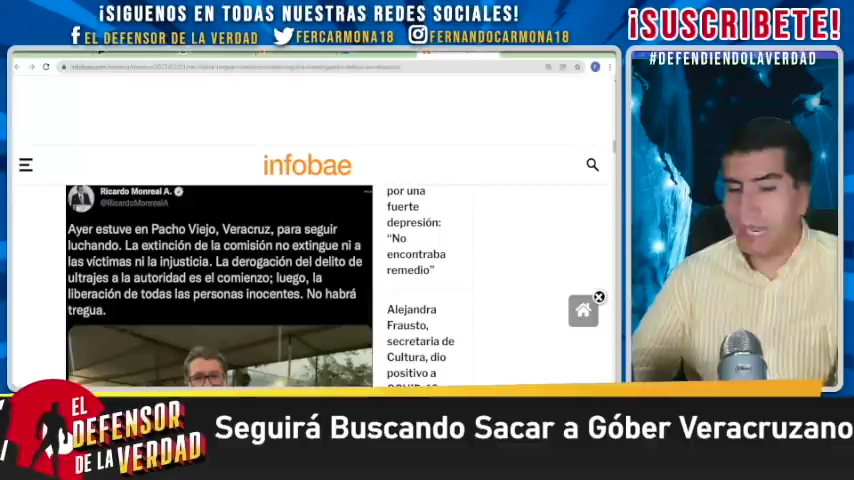 ¡SIGUENOS EN TODAS NUESTRAS REDES SOCIALES!
EL DEFENSOR DE LA VERDAD
FERCARMONA18
FERNANDOCARMONA18
¡SUSCRIBETE!
#DEFENDIENDOLAVERDAD
infobae
Ricardo Monreal A.
@RicardoMonrealA
Ayer estuve en Pacho Viejo, Veracruz, para seguir
luchando. La extinción de la comisión no extingue ni a
las víctimas ni la injusticia. La derogación del delito de
ultrajes a la autoridad es el comienzo; luego, la
liberación de todas las personas inocentes. No habrá
tregua.
por una
fuerte
depresión:
“No
encontraba
remedio”
Alejandra
Frausto,
secretaria de
Cultura, dio
positivo a
EL
DEFENSOR
DE LA VERDAD
Seguirá Buscando Sacar a Góber Veracruzano